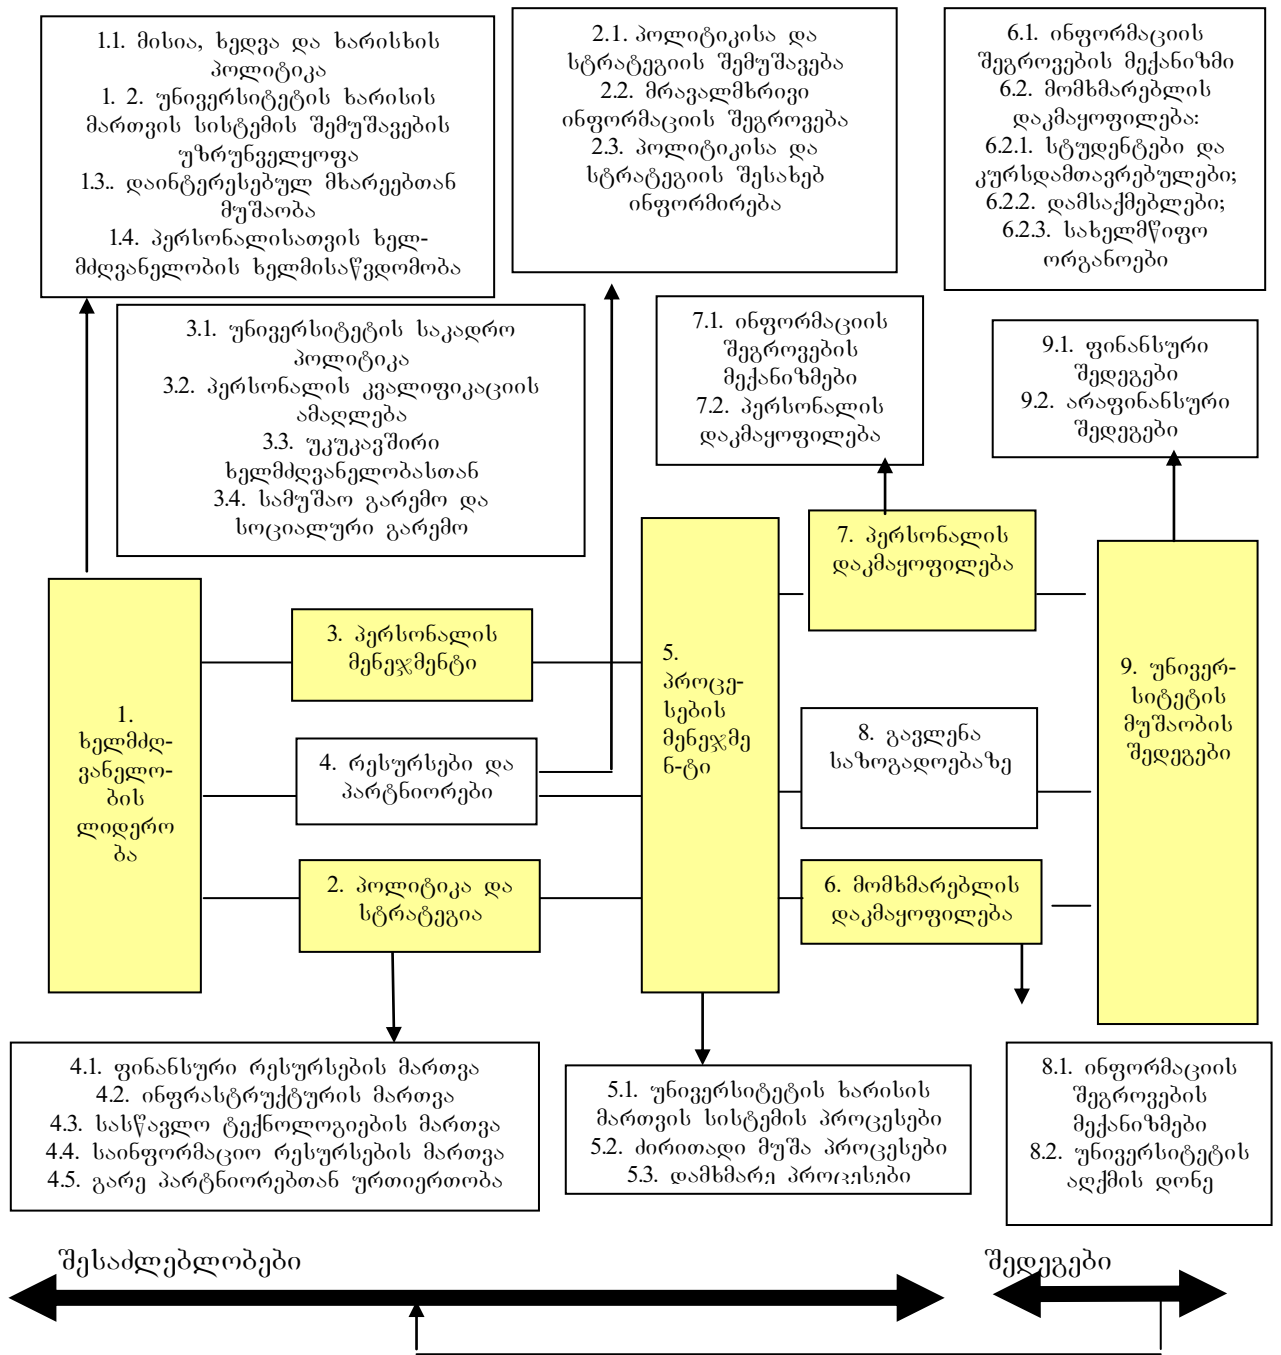 1.1. მისია, ხედვა და ხარისხის
პოლიტიკა
1. 2. უნივერსიტეტის ხარისის
მართვის სისტემის შემუშავების
უზრუნველყოფა
1.3.. დაინტერესებულ მხარეებთან
მუშაობა
1.4. პერსონალისათვის ხელ-
მძღვანელობის ხელმისაწვდომობა
2.1. პოლიტიკისა და
სტრატეგიის შემუშავება
2.2. მრავალმხრივი
ინფორმაციის შეგროვება
2.3. პოლიტიკისა და
სტრატეგიის შესახებ
ინფორმირება
6.1. ინფორმაციის
შეგროვების მექანიზმი
6.2. მომხმარებლის
დაკმაყოფილება:
6.2.1. სტუდენტები და
კურსდამთავრებულები;
6.2.2. დამსაქმებლები;
6.2.3. სახელმწიფო
ორგანოები
3.1. უნივერსიტეტის საკადრო
პოლიტიკა
3.2. პერსონალის კვალიფიკაციის
ამაღლება
3.3. უკუკავშირი
ხელმძღვანელობასთან
3.4. სამუშაო გარემო და
სოციალური გარემო
7.1. ინფორმაციის
შეგროვების
მექანიზმები
7.2. პერსონალის
დაკმაყოფილება
9.1. ფინანსური
შედეგები
9.2. არაფინანსური
შედეგები
1.
ხელმძღ-
ვანელო-
ბის
ლიდერო
ბა
3. პერსონალის
მენეჯმენტი
4. რესურსები და
პარტნიორები
2. პოლიტიკა და
სტრატეგია
5.
პროცე-
სების
მენეჯმე
ნ-ტი
7. პერსონალის
დაკმაყოფილება
8. გავლენა
საზოგადოებაზე
6. მომხმარებლის
დაკმაყოფილება
9. უნივერ-
სიტეტის
მუშაობის
შედეგები
4.1. ფინანსური რესურსების მართვა
4.2. ინფრასტრუქტურის მართვა
4.3. სასწავლო ტექნოლოგიების მართვა
4.4. საინფორმაციო რესურსების მართვა
4.5. გარე პარტნიორებთან ურთიერთობა
5.1. უნივერსიტეტის ხარისის
მართვის სისტემის პროცესები
5.2. ძირითადი მუშა პროცესები
5.3. დამხმარე პროცესები
8.1. ინფორმაციის
შეგროვების
მექანიზმები
8.2. უნივერსიტეტის
აღქმის დონე
შესაძლებლობები
შედეგები